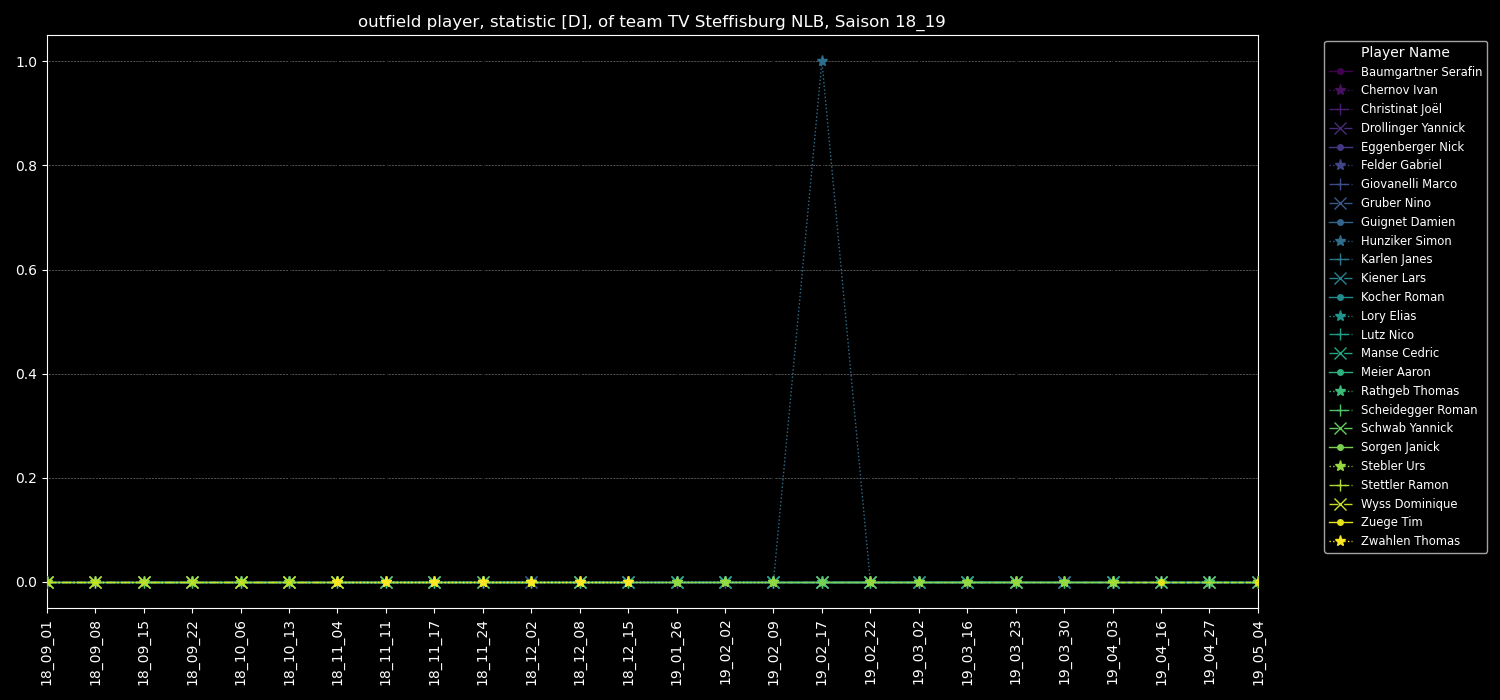 outfield player, statistic [D], of team TV Steffisburg NLB, Saison 18_19
1.0
0.8
0.6
0.4
0.2
0.0
18_09_01
18_09_08
18_09_15
18_09_22
18_10_06
18_10_13
18_11_04
18_11_11
18_11_17
18_11_24
18_12_02
18_12_08
18_12_15
19_01_26
19_02_02
19_02_09
19_02_17
19_02_22
19_03_02
19_03_16
19_03_23
19_03_30
19_04_03
19_04_16
19_04_27
19_05_04
Player Name
Baumgartner Serafin
Chernov Ivan
Christinat Joël
Drollinger Yannick
Eggenberger Nick
Felder Gabriel
Giovanelli Marco
Gruber Nino
Guignet Damien
Hunziker Simon
Karlen Janes
Kiener Lars
Kocher Roman
Lory Elias
Lutz Nico
Manse Cedric
Meier Aaron
Rathgeb Thomas
Scheidegger Roman
Schwab Yannick
Sorgen Janick
Stebler Urs
Stettler Ramon
Wyss Dominique
Zuege Tim
Zwahlen Thomas